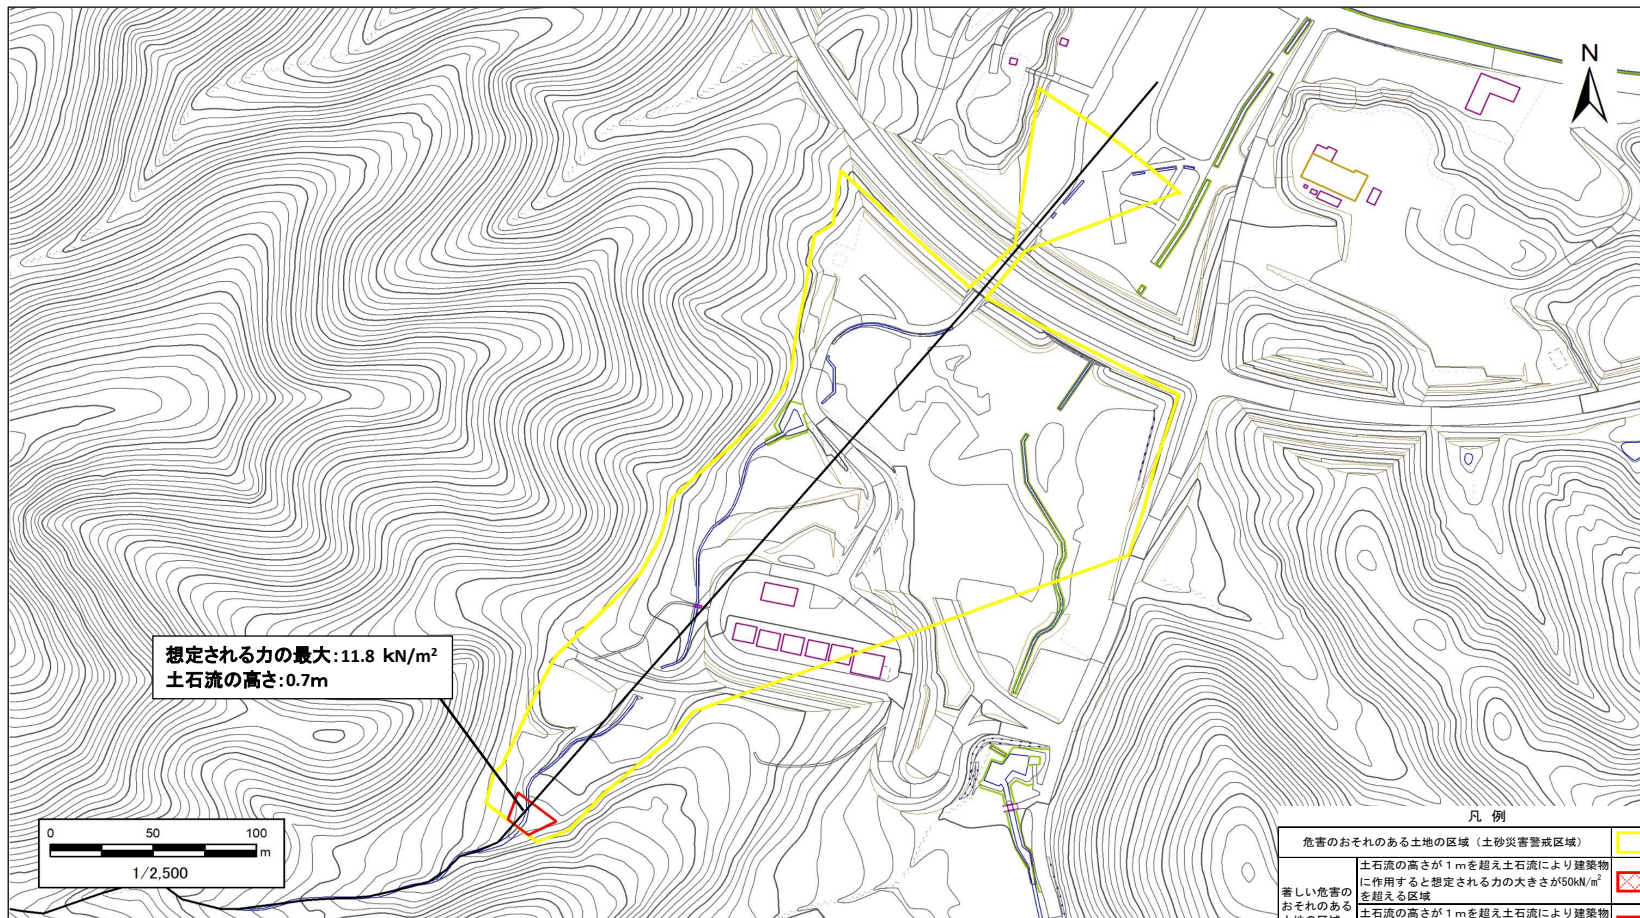 N
想定される力の最大:11.8 kN/m²
土石流の高さ:0.7m
0 50 100
m
1/2,500
凡 例
危害のおそれのある土地の区域（土砂災害警戒区域）
著しい危害の
おそれのある
土地の区域
土石流の高さが１ｍを超え土石流により建築物
に作用すると想定される力の大きさが50kN/m²
を超える区域
土石流の高さが１ｍを超え土石流により建築物